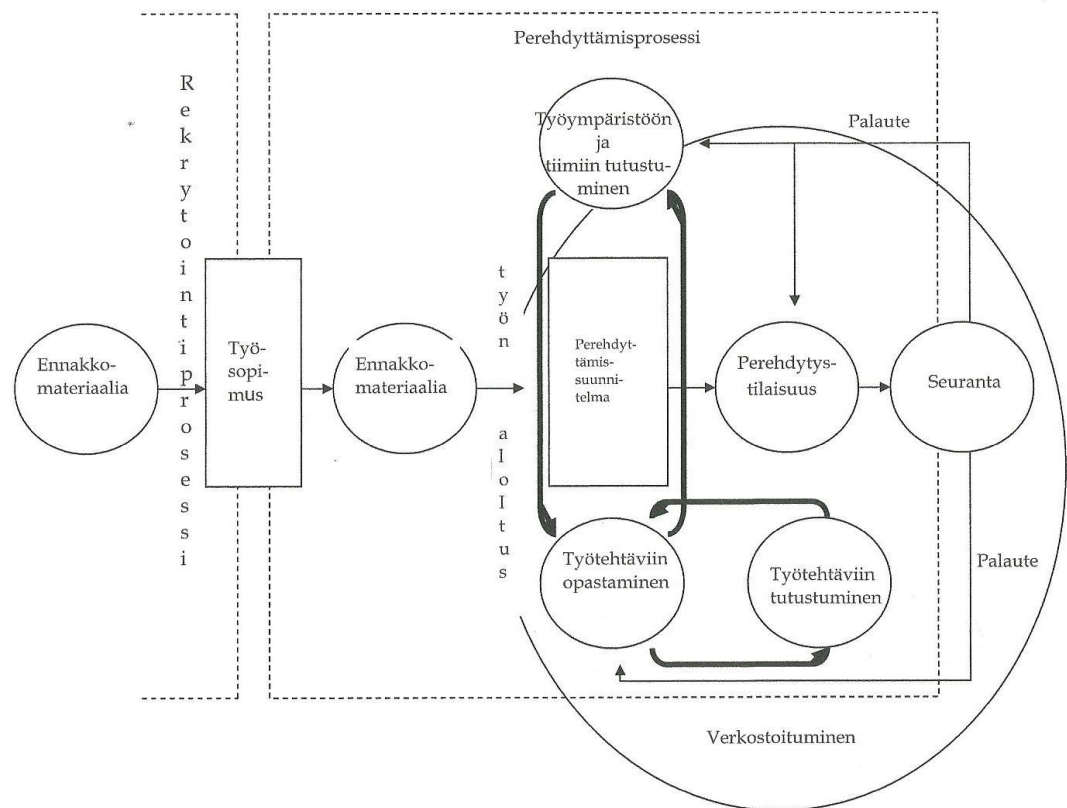 Perehdyttämisprosessi
Rekrytointiprosessi
Työympäristöön
ja
tiimiin tutustu-
minen
Palaute
Ennakko-
materiaalia
Työ-
sopi-
mus
Ennakko-
materiaalia
työn aloItus
Perehdyt-
tämis-
suunni-
telma
Perehdytys-
tilaisuus
Seuranta
Työtehtäviin
opastaminen
Työtehtäviin
tutustuminen
Palaute
Verkostoituminen